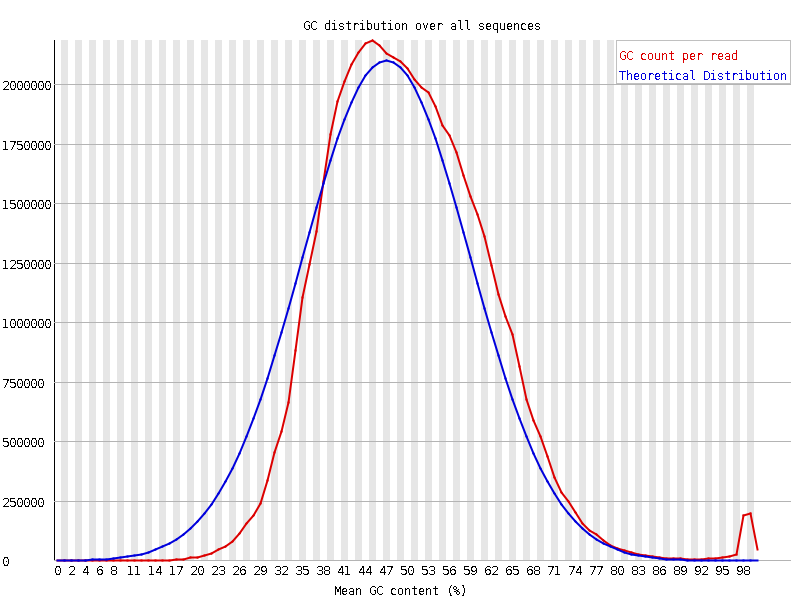 GC distribution over all sequences
GC count per read
Theoretical Distribution
2000000
1750000
1500000
1250000
1000000
750000
500000
250000
0
0 2 4 6 8 11 14 17 20 23 26 29 32 35 38 41 44 47 50 53 56 59 62 65 68 71 74 77 80 83 86 89 92 95 98
Mean GC content (%)